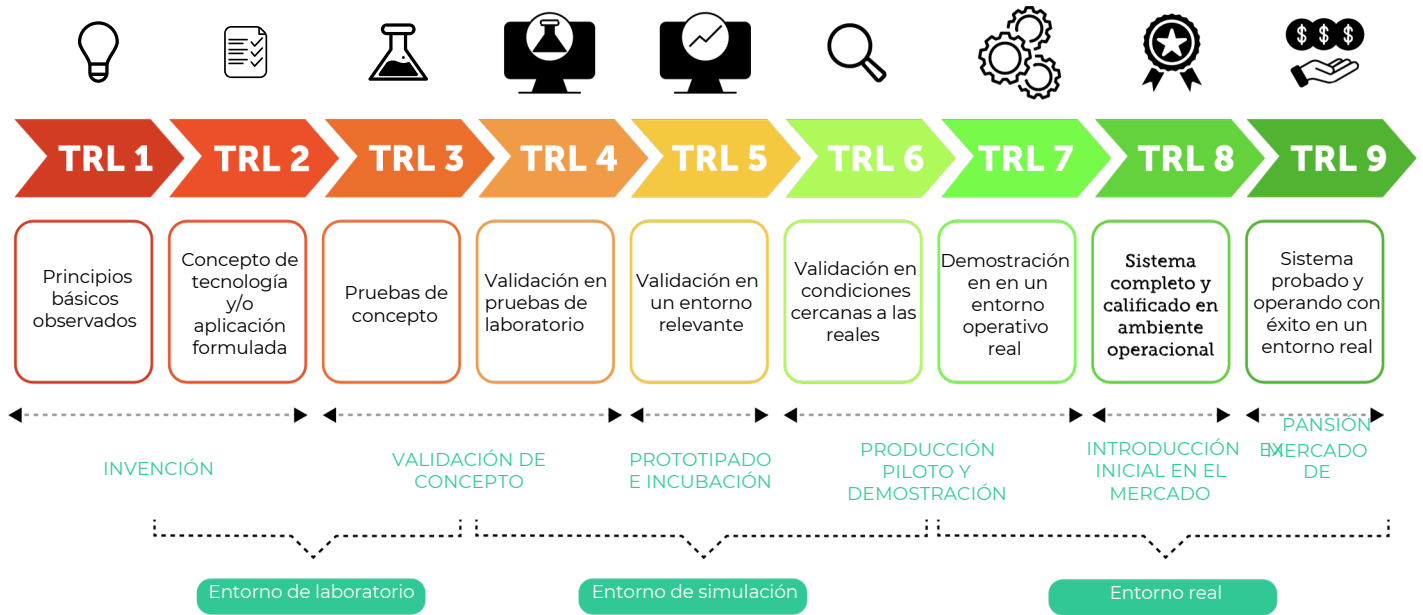 $ $ $
TRL 1
TRL 2
TRL 3
TRL 4
TRL 5
TRL 6
TRL 7
TRL 8
TRL 9
Principios
básicos
observados
Concepto de
tecnología
y/o
aplicación
formulada
Pruebas de
concepto
Validación en
pruebas de
laboratorio
Validación en
un entorno
relevante
Validación en
condiciones
cercanas a las
reales
Demostración
en en un
entorno
operativo
real
Sistema
completo y
calificado en
ambiente
operacional
Sistema
probado y
operando con
éxito en un
entorno real
INVENCIÓN
VALIDACIÓN DE
CONCEPTO
PROTOTIPADO
E INCUBACIÓN
PRODUCCIÓN
PILOTO Y
DEMOSTRACIÓN
INTRODUCCIÓN
INICIAL EN EL
MERCADO
PANSIÓN
EX
MERCADO
DE
Entorno de laboratorio
Entorno de simulación
Entorno real